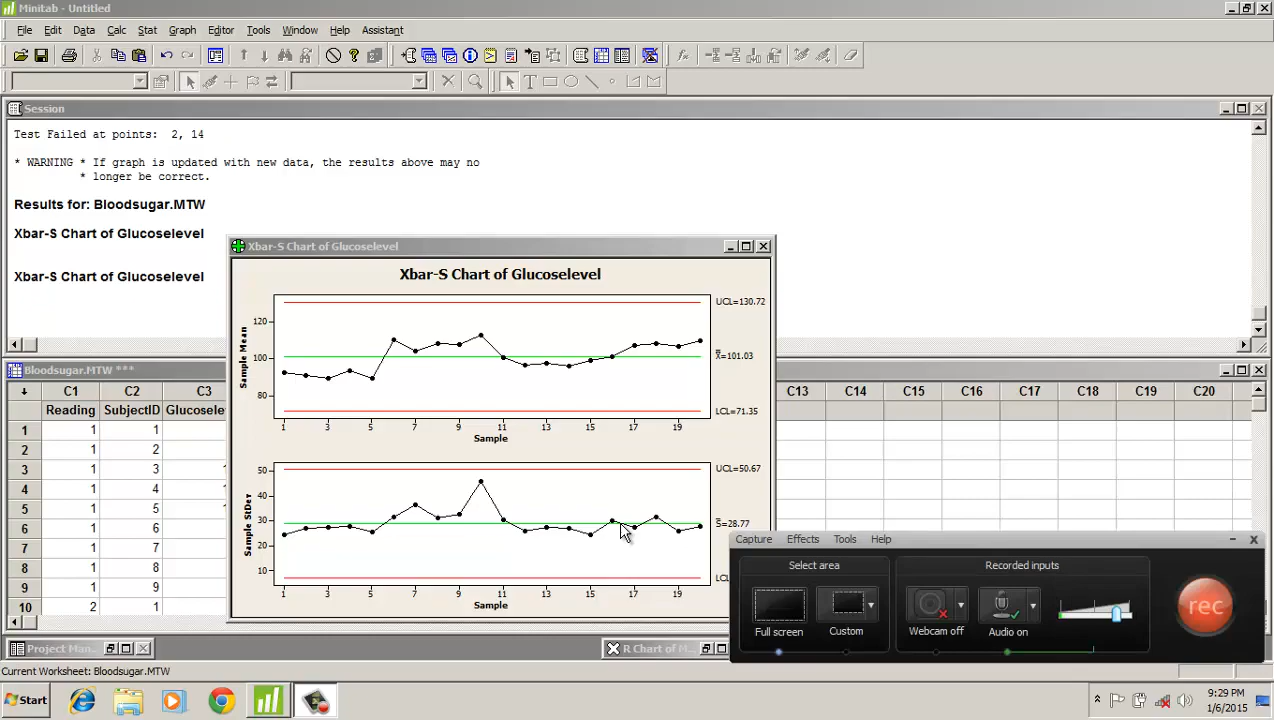 Minitab - Untitled
File Edit Data Calc Stat Graph Editor Tools Window Help Assistant
Session
Test Failed at points: 2, 14
* WARNING * If graph is updated with new data, the results above may no
* longer be correct.
Results for: Bloodsugar.MTW
Xbar-S Chart of Glucoselevel
Xbar-S Chart of Glucoselevel
Xbar-S Chart of Glucoselevel
Xbar-S Chart of Glucoselevel
UCL=130.72
120
100
80
Sample Mean
X=101.03
LCL=71.35
1 3 5 7 9 11 13 15 17 19
Sample
UCL=50.67
50
40
30
20
10
Sample StDev
S=28.77
LCL
1 3 5 7 9 11 13 15 17 19
Sample
Bloodsugar.MTW ***
C1 C2 C3 C13 C14 C15 C16 C17 C18 C19 C20
Reading SubjectID Glucoseleve
1 1 1
2 1 2
3 1 3 1
4 1 4 1
5 1 5 1
6 1 6
7 1 7
8 1 8
9 1 9
10 2 1
Capture Effects Tools Help
Select area Recorded inputs
rec
Full screen Custom Webcam off Audio on
Project Man... R Chart of M...
Current Worksheet: Bloodsugar.MTW
Start
9:29 PM
1/6/2015